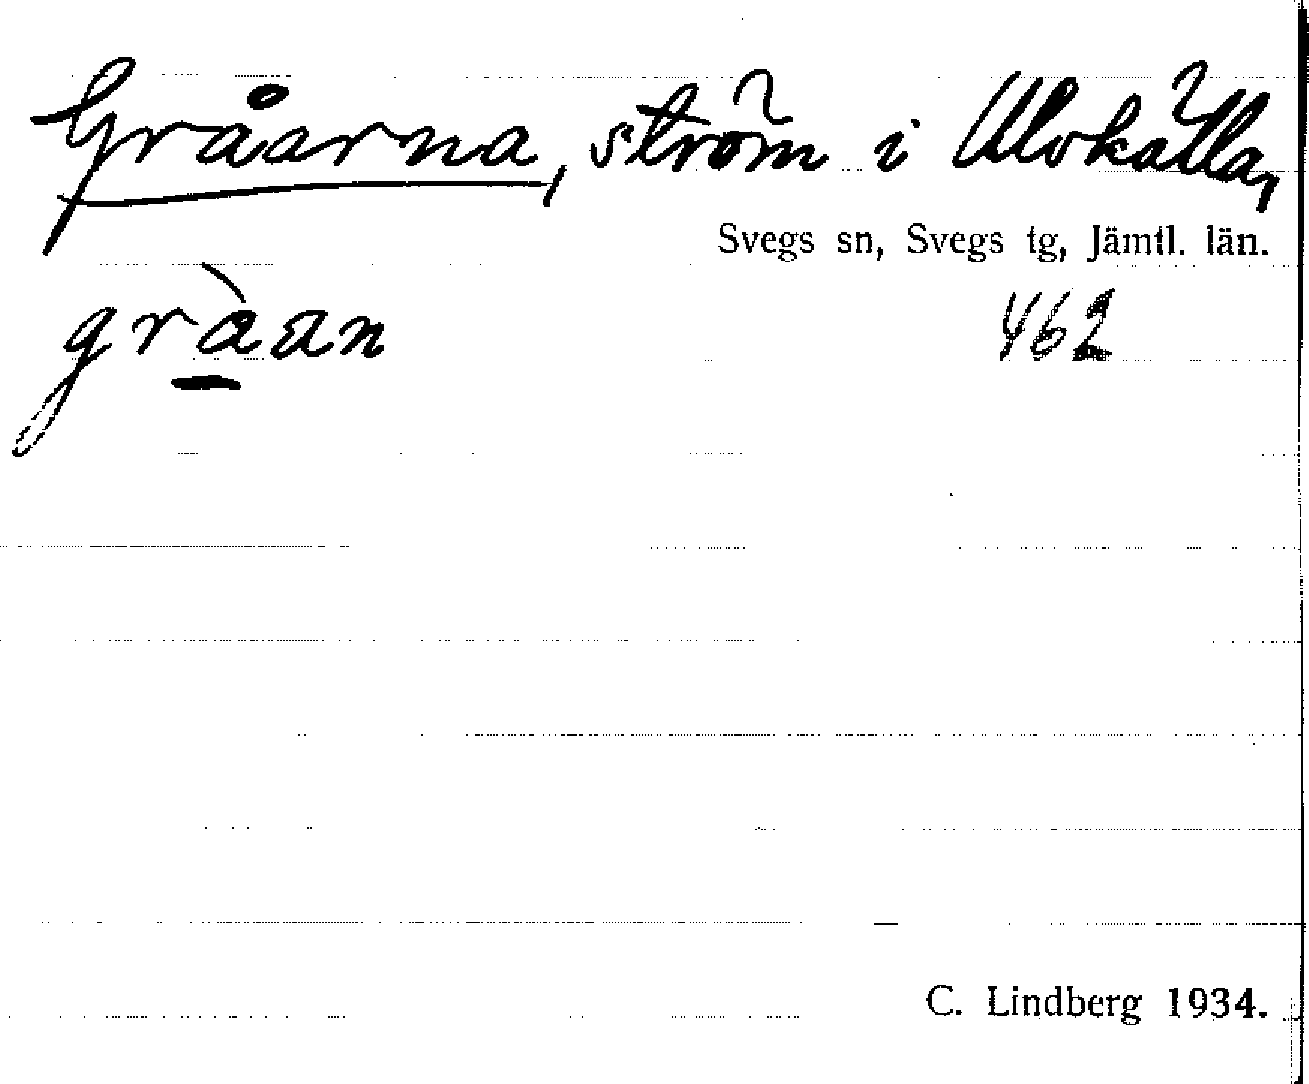 Gråarna, ström i Ulvkälla,
Svegs sn, Svegs tg, Jämtl. län.
gràan 462
C. Lindberg 1934.